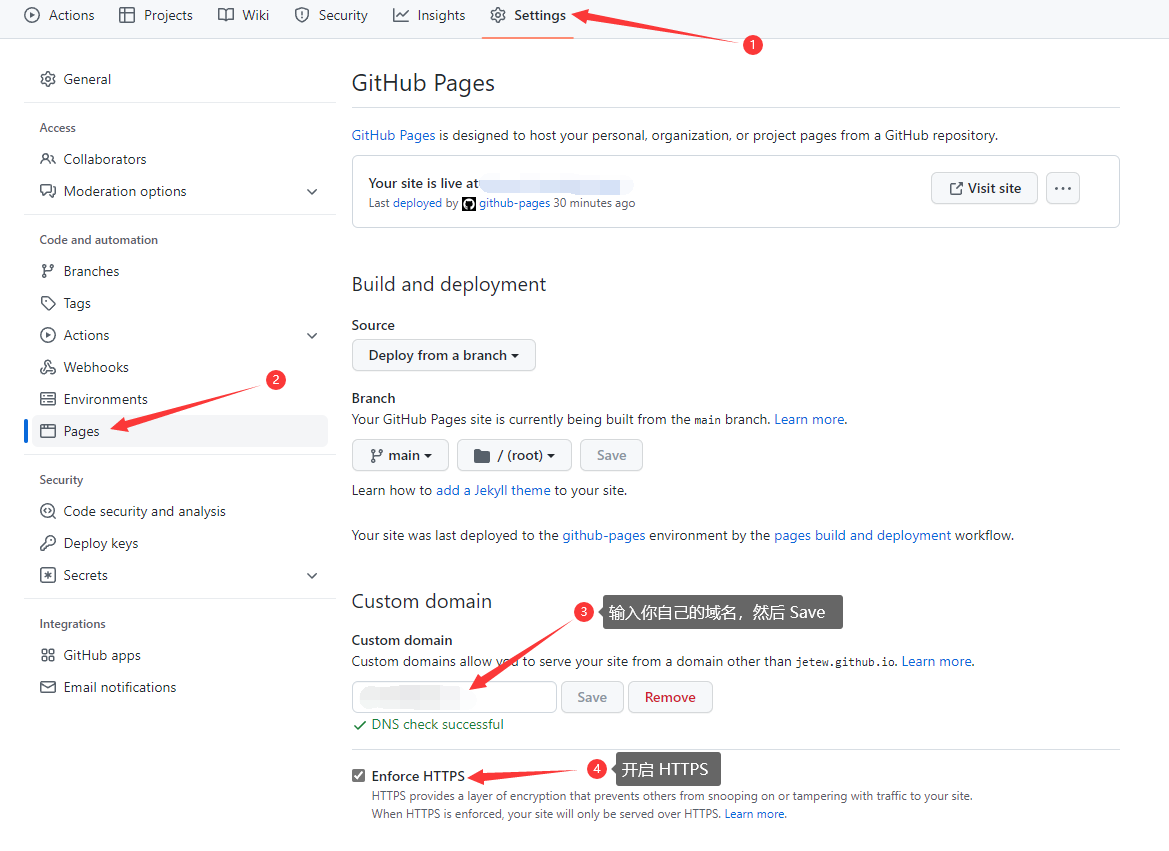 Actions Projects Wiki Security Insights Settings
1
General
Access
Collaborators
Moderation options
Code and automation
Branches
Tags
Actions
Webhooks
Environments
2
Pages
Security
Code security and analysis
Deploy keys
Secrets
Integrations
GitHub apps
Email notifications
GitHub Pages
GitHub Pages is designed to host your personal, organization, or project pages from a GitHub repository.
Your site is live at
Last deployed by github-pages 30 minutes ago
Visit site ...
Build and deployment
Source
Deploy from a branch
Branch
Your GitHub Pages site is currently being built from the main branch. Learn more.
main / (root) Save
Learn how to add a Jekyll theme to your site.
Your site was last deployed to the github-pages environment by the pages build and deployment workflow.
Custom domain
3 输入你自己的域名，然后 Save
Custom domain
Custom domains allow you to serve your site from a domain other than jetew.github.io. Learn more.
Save Remove
DNS check successful
Enforce HTTPS
4 开启 HTTPS
HTTPS provides a layer of encryption that prevents others from snooping on or tampering with traffic to your site.
When HTTPS is enforced, your site will only be served over HTTPS. Learn more.